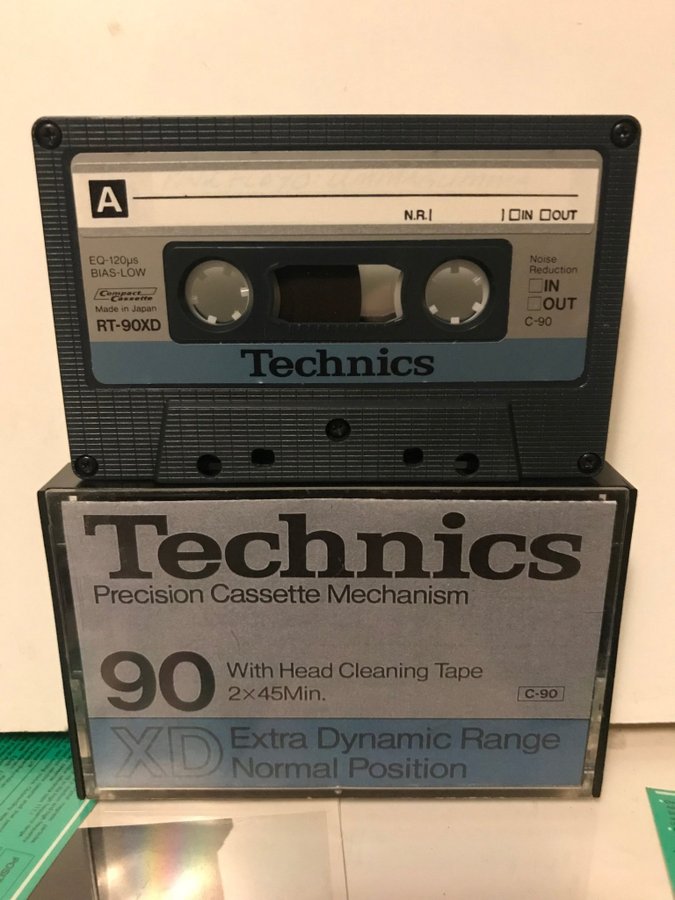 A
N.R.[ ] □IN □OUT
EQ-120µs
BIAS-LOW
Compact
Cassette
Made in Japan
RT-90XD
Noise
Reduction
□IN
□OUT
C-90
Technics
Technics
Precision Cassette Mechanism
90
With Head Cleaning Tape
2×45Min.
C-90
XD
Extra Dynamic Range
Normal Position